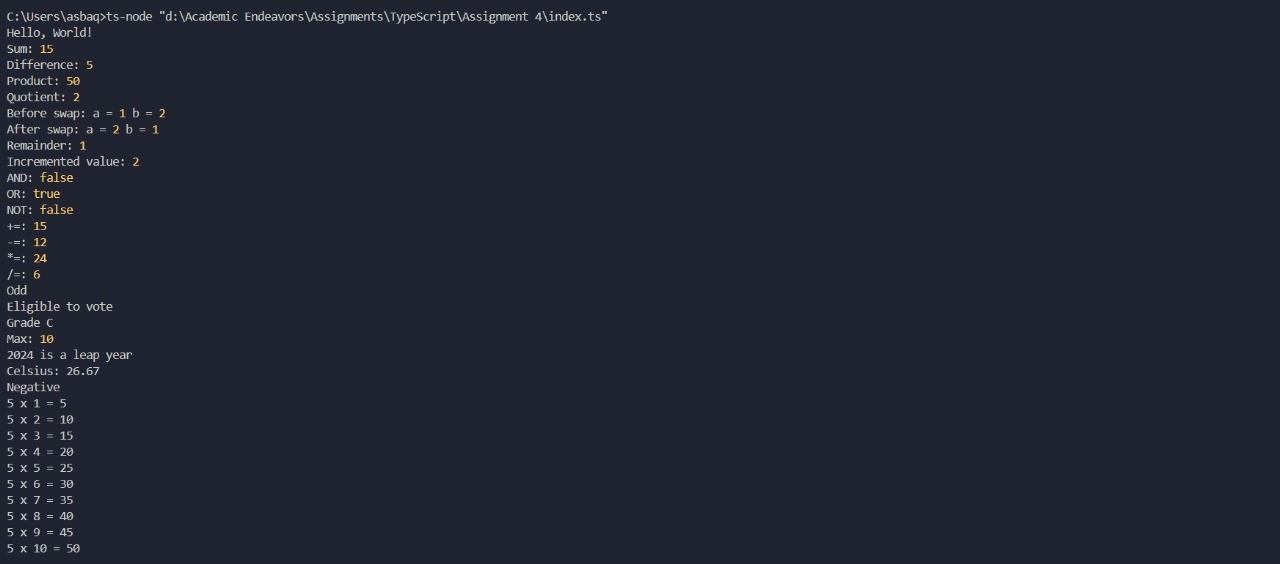 C:\Users\asbaq>ts-node "d:\Academic Endeavors\Assignments\TypeScript\Assignment 4\index.ts"
Hello, World!
Sum: 15
Difference: 5
Product: 50
Quotient: 2
Before swap: a = 1 b = 2
After swap: a = 2 b = 1
Remainder: 1
Incremented value: 2
AND: false
OR: true
NOT: false
+=: 15
-=: 12
*=: 24
/=: 6
Odd
Eligible to vote
Grade C
Max: 10
2024 is a leap year
Celsius: 26.67
Negative
5 x 1 = 5
5 x 2 = 10
5 x 3 = 15
5 x 4 = 20
5 x 5 = 25
5 x 6 = 30
5 x 7 = 35
5 x 8 = 40
5 x 9 = 45
5 x 10 = 50